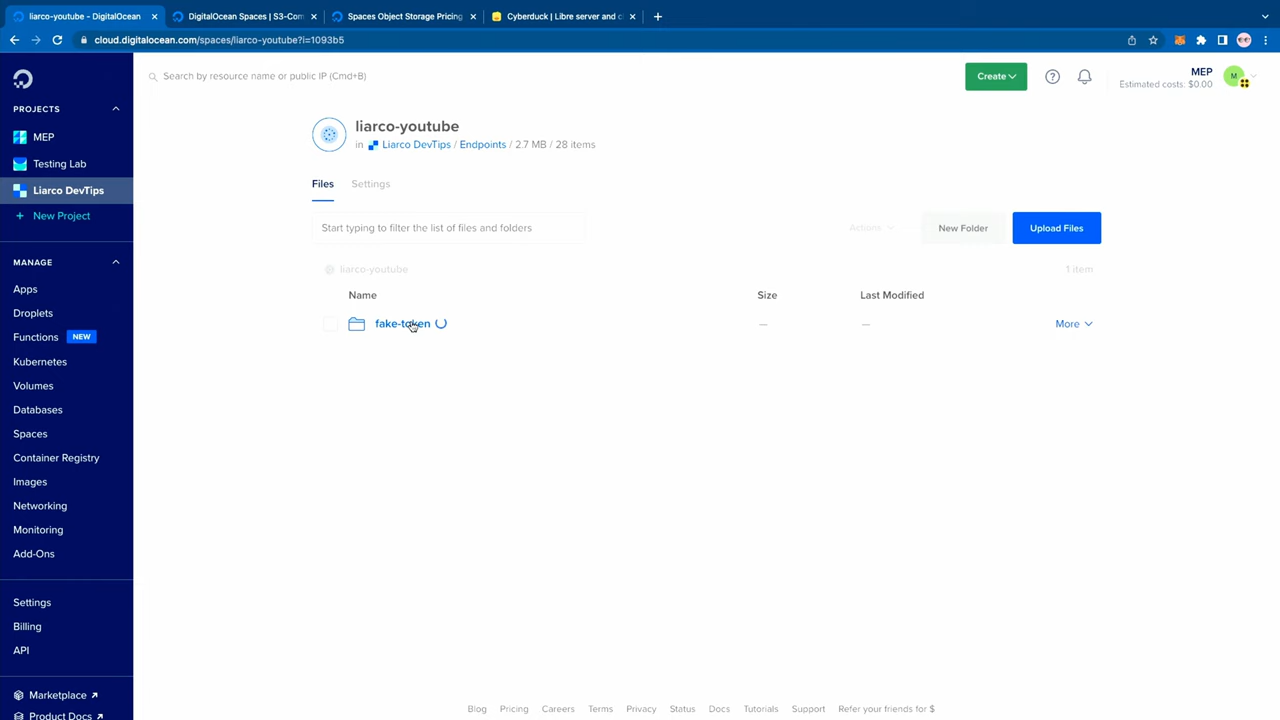 liarco-youtube - DigitalOcean
DigitalOcean Spaces | S3-Com
Spaces Object Storage Pricing
Cyberduck | Libre server and c
cloud.digitalocean.com/spaces/liarco-youtube?i=1093b5
Search by resource name or public IP (Cmd+B)
Create
MEP
Estimated costs: $0.00
M
PROJECTS
MEP
Testing Lab
Liarco DevTips
+ New Project
MANAGE
Apps
Droplets
Functions NEW
Kubernetes
Volumes
Databases
Spaces
Container Registry
Images
Networking
Monitoring
Add-Ons
Settings
Billing
API
Marketplace ↗
Product Docs ↗
liarco-youtube
in Liarco DevTips / Endpoints / 2.7 MB / 28 items
Files
Settings
Start typing to filter the list of files and folders
Actions
New Folder
Upload Files
liarco-youtube
1 item
Name
Size
Last Modified
fake-token
—
—
More
Blog
Pricing
Careers
Terms
Privacy
Status
Docs
Tutorials
Support
Refer your friends for $